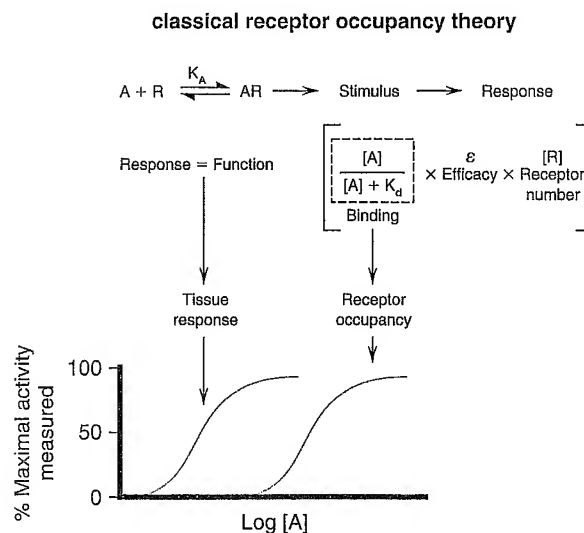 classical receptor occupancy theory
K_A
A + R ⇌ AR → Stimulus → Response
Response = Function
[A]
[A] + K_d
Binding
× ε Efficacy ×
[R]
Receptor
number
Tissue
response
Receptor
occupancy
% Maximal activity
measured
100
50
0
Log [A]